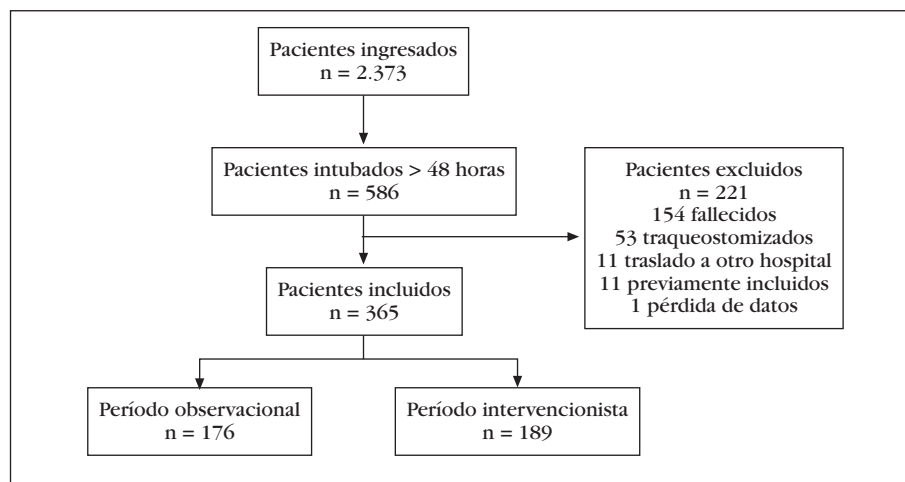 Pacientes ingresados
n = 2.373
Pacientes intubados > 48 horas
n = 586
Pacientes excluidos
n = 221
154 fallecidos
53 traqueostomizados
11 traslado a otro hospital
11 previamente incluidos
1 pérdida de datos
Pacientes incluidos
n = 365
Período observacional
n = 176
Período intervencionista
n = 189